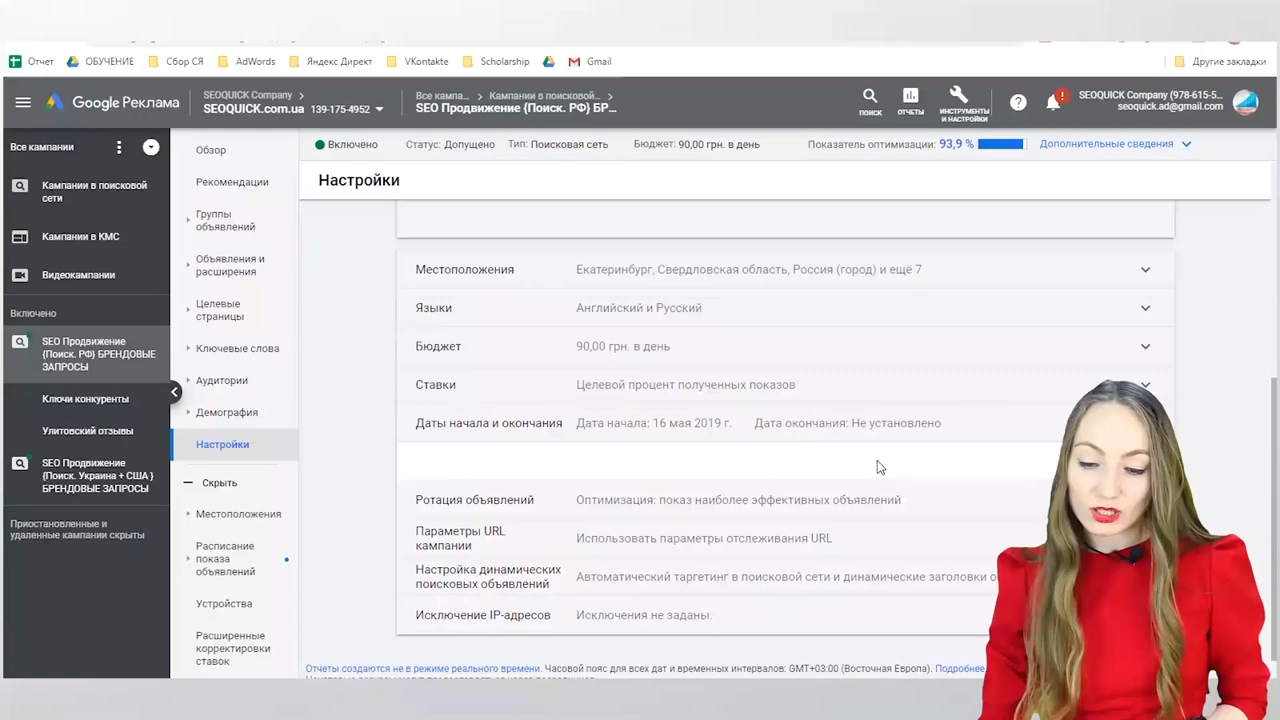 Отчет
ОБУЧЕНИЕ
Сбор СЯ
AdWords
Яндекс Директ
VKontakte
Scholarship
Gmail
Другие закладки
Google Реклама
SEOQUICK Company
SEOQUICK.com.ua 139-175-4952
Все кампа...
Кампании в поисковой...
SEO Продвижение {Поиск. РФ} БР...
ПОИСК
ОТЧЕТЫ
ИНСТРУМЕНТЫ
И НАСТРОЙКИ
SEOQUICK Company (978-615-5...
seoquick.ad@gmail.com
Все кампании
Кампании в поисковой
сети
Кампании в КМС
Видеокампании
Включено
SEO Продвижение
{Поиск. РФ} БРЕНДОВЫЕ
ЗАПРОСЫ
Ключи конкуренты
Улитовский отзывы
SEO Продвижение
{Поиск. Украина + США }
БРЕНДОВЫЕ ЗАПРОСЫ
Приостановленные и
удаленные кампании скрыты
Обзор
Рекомендации
Группы
объявлений
Объявления и
расширения
Целевые
страницы
Ключевые слова
Аудитории
Демография
Настройки
Скрыть
Местоположения
Расписание
показа
объявлений
Устройства
Расширенные
корректировки
ставок
Включено Статус: Допущено Тип: Поисковая сеть Бюджет: 90,00 грн. в день Показатель оптимизации: 93,9 % Дополнительные сведения
Настройки
Местоположения Екатеринбург, Свердловская область, Россия (город) и ещё 7
Языки Английский и Русский
Бюджет 90,00 грн. в день
Ставки Целевой процент полученных показов
Даты начала и окончания Дата начала: 16 мая 2019 г. Дата окончания: Не установлено
Ротация объявлений Оптимизация: показ наиболее эффективных объявлений
Параметры URL
кампании
Использовать параметры отслеживания URL
Настройка динамических
поисковых объявлений
Автоматический таргетинг в поисковой сети и динамические заголовки о
Исключение IP-адресов Исключения не заданы.
Отчеты создаются не в режиме реального времени. Часовой пояс для всех дат и временных интервалов: GMT+03:00 (Восточная Европа). Подробнее.